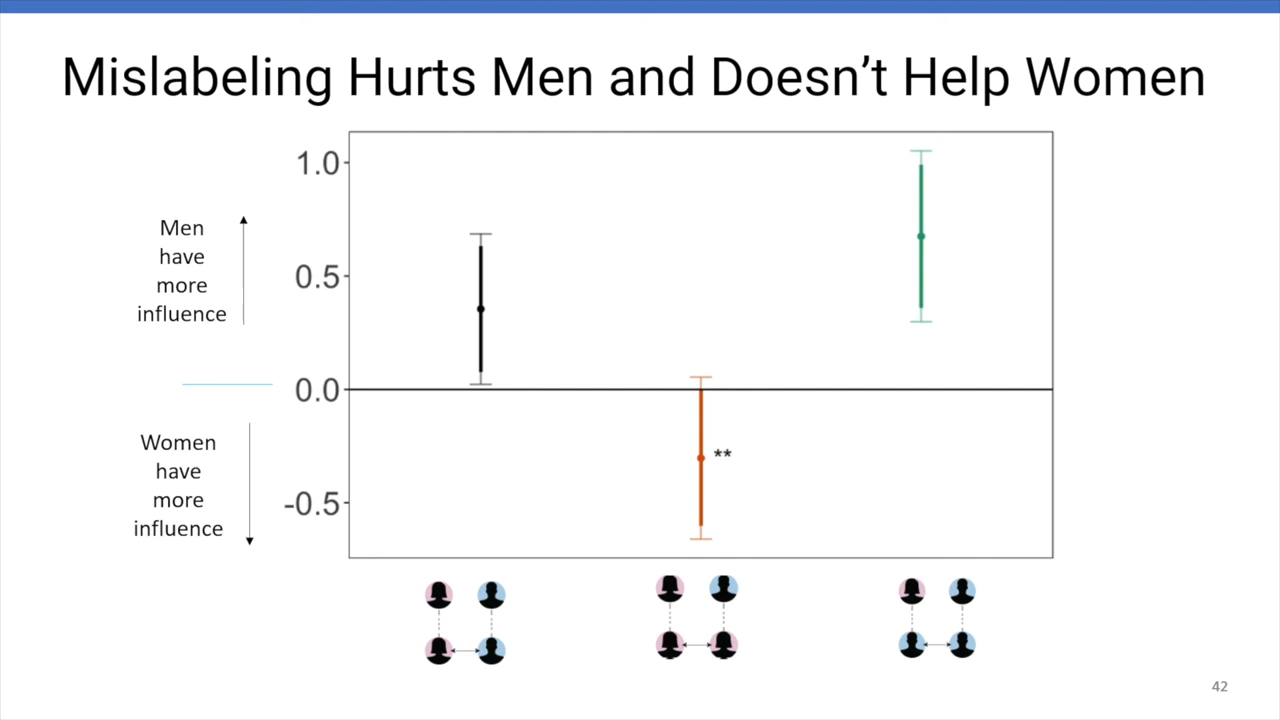 Mislabeling Hurts Men and Doesn’t Help Women
1.0
0.5
0.0
-0.5
Men
have
more
influence
Women
have
more
influence
**
42